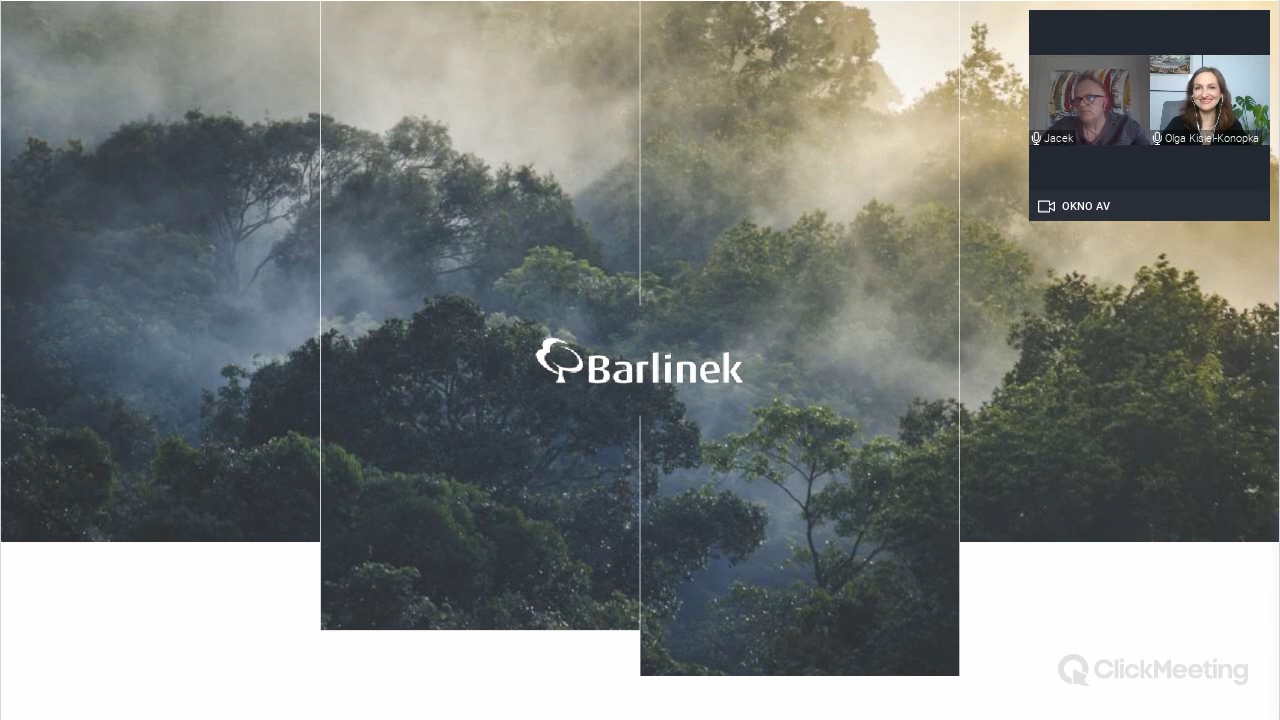 Jacek
Olga Kisiel-Konopka
OKNO AV
Barlinek
ClickMeeting